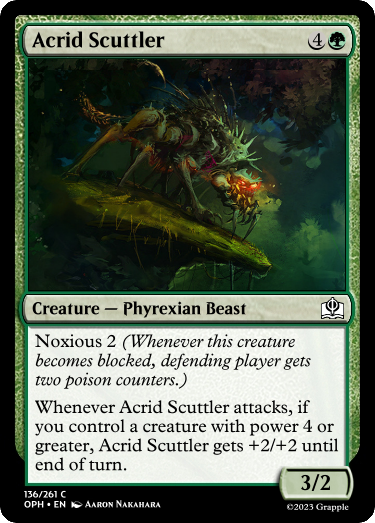 Acrid Scuttler 4
Creature — Phyrexian Beast
Noxious 2 (Whenever this creature
becomes blocked, defending player gets
two poison counters.)
Whenever Acrid Scuttler attacks, if
you control a creature with power 4 or
greater, Acrid Scuttler gets +2/+2 until
end of turn.
3/2
136/261 C
OPH • EN Aaron Nakahara
©2023 Grapple